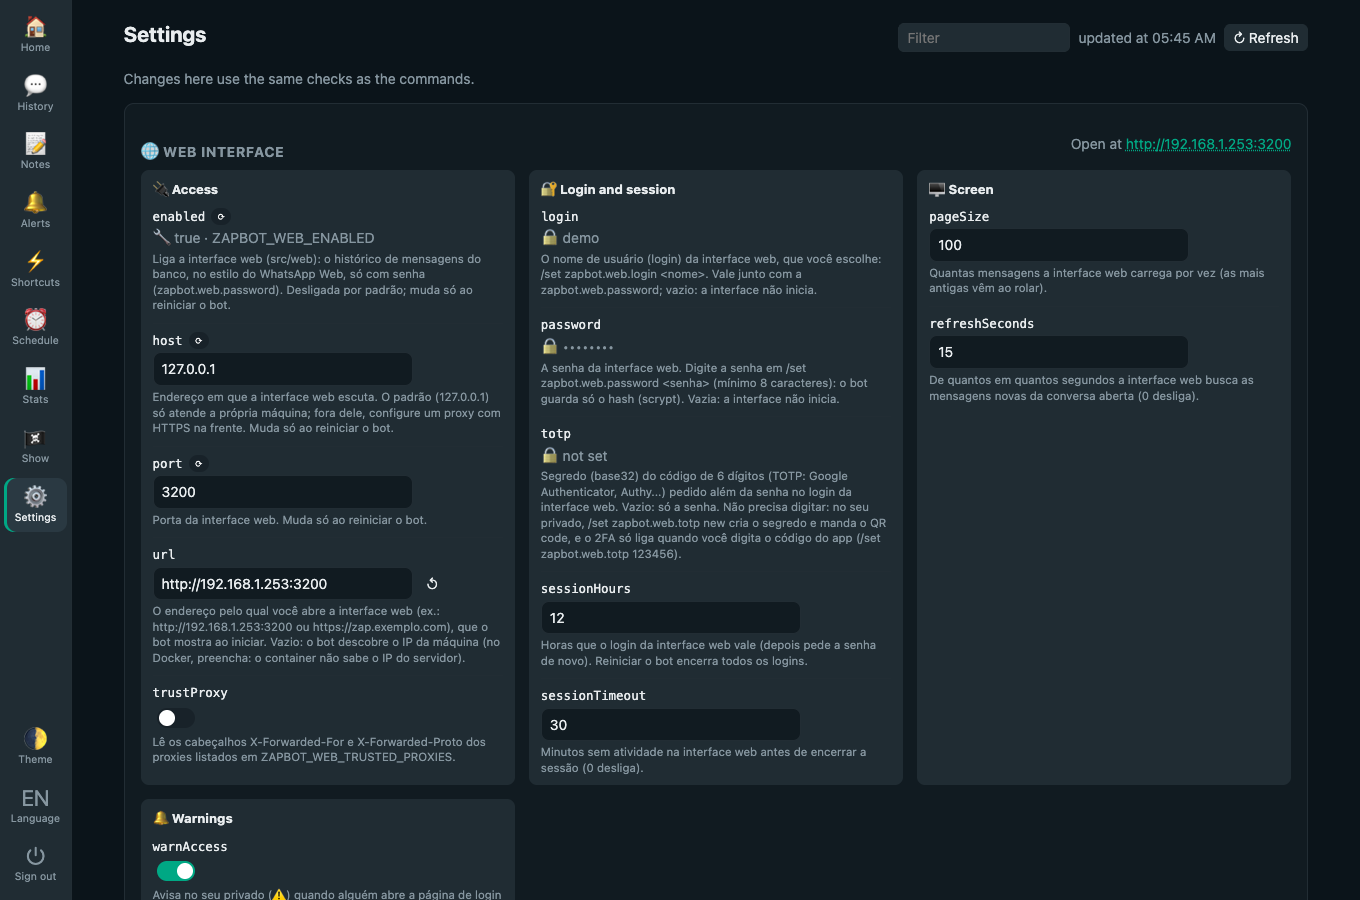 Home
History
Notes
Alerts
Shortcuts
Schedule
Stats
Show
Settings
Theme
EN
Language
Sign out
Settings
Filter
updated at 05:45 AM
Refresh
Changes here use the same checks as the commands.
WEB INTERFACE
Open at http://192.168.1.253:3200
Access
enabled
true · ZAPBOT_WEB_ENABLED
Liga a interface web (src/web): o histórico de mensagens do
banco, no estilo do WhatsApp Web, só com senha
(zapbot.web.password). Desligada por padrão; muda só ao
reiniciar o bot.
host
127.0.0.1
Endereço em que a interface web escuta. O padrão (127.0.0.1)
só atende a própria máquina; fora dele, configure um proxy com
HTTPS na frente. Muda só ao reiniciar o bot.
port
3200
Porta da interface web. Muda só ao reiniciar o bot.
url
http://192.168.1.253:3200
O endereço pelo qual você abre a interface web (ex.:
http://192.168.1.253:3200 ou https://zap.exemplo.com), que o
bot mostra ao iniciar. Vazio: o bot descobre o IP da máquina (no
Docker, preencha: o container não sabe o IP do servidor).
trustProxy
Lê os cabeçalhos X-Forwarded-For e X-Forwarded-Proto dos
proxies listados em ZAPBOT_WEB_TRUSTED_PROXIES.
Login and session
login
demo
O nome de usuário (login) da interface web, que você escolhe:
/set zapbot.web.login <nome>. Vale junto com a
zapbot.web.password; vazio: a interface não inicia.
password
••••••••
A senha da interface web. Digite a senha em /set
zapbot.web.password <senha> (mínimo 8 caracteres): o bot
guarda só o hash (scrypt). Vazia: a interface não inicia.
totp
not set
Segredo (base32) do código de 6 dígitos (TOTP: Google
Authenticator, Authy...) pedido além da senha no login da
interface web. Vazio: só a senha. Não precisa digitar: no seu
privado, /set zapbot.web.totp new cria o segredo e manda o QR
code, e o 2FA só liga quando você digita o código do app (/set
zapbot.web.totp 123456).
sessionHours
12
Horas que o login da interface web vale (depois pede a senha
de novo). Reiniciar o bot encerra todos os logins.
sessionTimeout
30
Minutos sem atividade na interface web antes de encerrar a
sessão (0 desliga).
Screen
pageSize
100
Quantas mensagens a interface web carrega por vez (as mais
antigas vêm ao rolar).
refreshSeconds
15
De quantos em quantos segundos a interface web busca as
mensagens novas da conversa aberta (0 desliga).
Warnings
warnAccess
Avisa no seu privado (⚠️) quando alguém abre a página de login